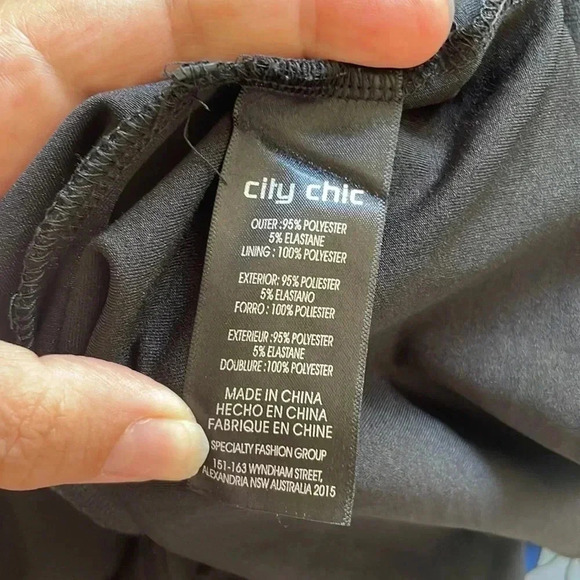 city chic
OUTER :95% POLYESTER
5% ELASTANE
LINING : 100% POLYESTER
EXTERIOR: 95% POLIESTER
5% ELASTANO
FORRO : 100% POLIESTER
EXTERIEUR :95% POLYESTER
5% ELASTANE
DOUBLURE :100% POLYESTER
MADE IN CHINA
HECHO EN CHINA
FABRIQUE EN CHINE
SPECIALTY FASHION GROUP
151-163 WYNDHAM STREET,
ALEXANDRIA NSW AUSTRALIA 2015